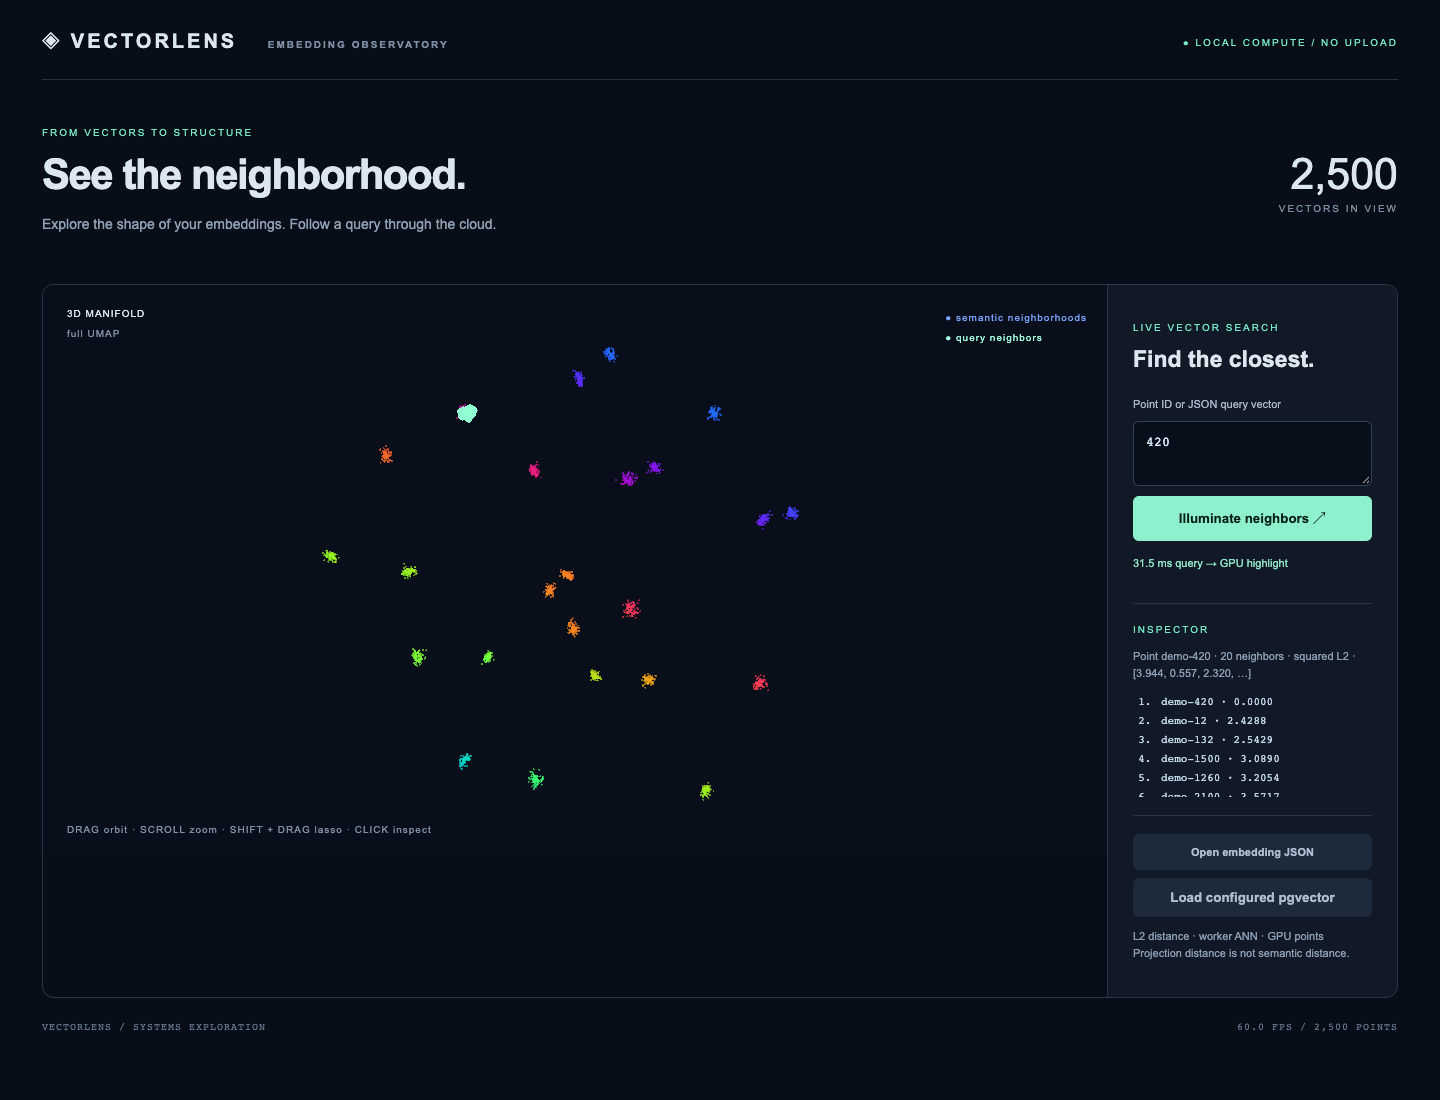 VECTORLENS EMBEDDING OBSERVATORY
● LOCAL COMPUTE / NO UPLOAD
FROM VECTORS TO STRUCTURE
See the neighborhood.
Explore the shape of your embeddings. Follow a query through the cloud.
2,500
VECTORS IN VIEW
3D MANIFOLD
full UMAP
● semantic neighborhoods
● query neighbors
DRAG orbit · SCROLL zoom · SHIFT + DRAG lasso · CLICK inspect
LIVE VECTOR SEARCH
Find the closest.
Point ID or JSON query vector
420
Illuminate neighbors ↗
31.5 ms query → GPU highlight
INSPECTOR
Point demo-420 · 20 neighbors · squared L2 ·
[3.944, 0.557, 2.320, …]
1. demo-420 · 0.0000
2. demo-12 · 2.4288
3. demo-132 · 2.5429
4. demo-1500 · 3.0890
5. demo-1260 · 3.2054
6. demo-2100 · 3.5717
Open embedding JSON
Load configured pgvector
L2 distance · worker ANN · GPU points
Projection distance is not semantic distance.
VECTORLENS / SYSTEMS EXPLORATION
60.0 FPS / 2,500 POINTS